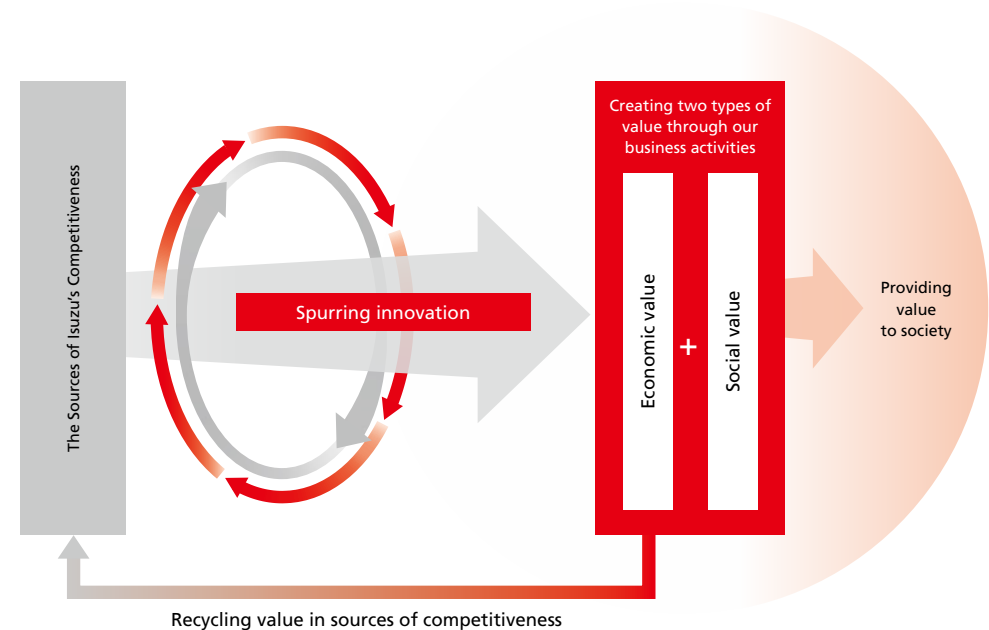 The Sources of Isuzu's Competitiveness
Spurring innovation
Creating two types of
value through our
business activities
Economic value
+
Social value
Providing
value
to society
Recycling value in sources of competitiveness